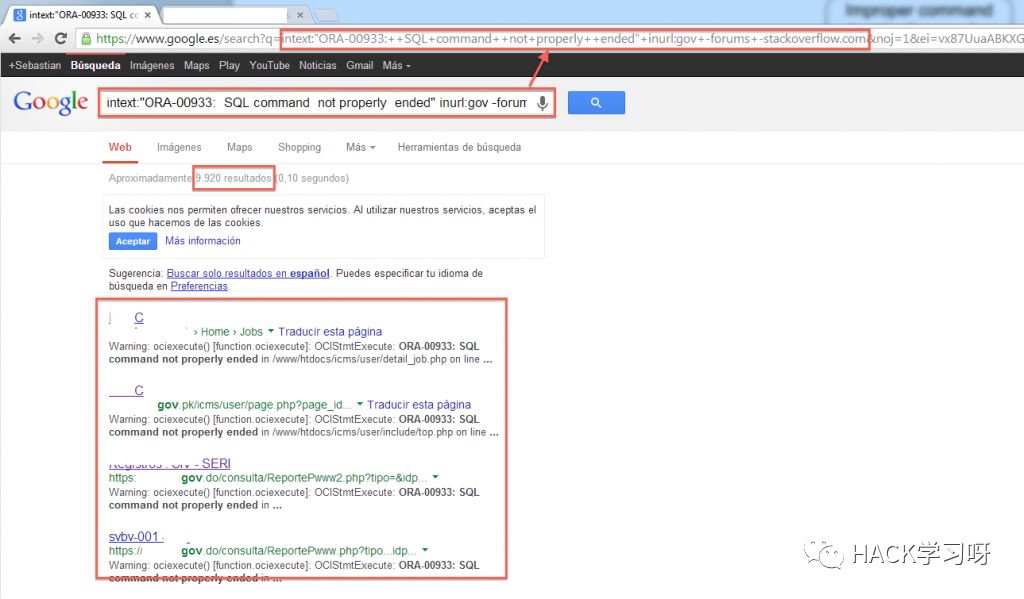 Improper command
intext:"ORA-00933: SQL co
https://www.google.es/search?q=intext:"ORA-00933:++SQL+command++not+properly++ended"+inurl:gov+-forums+-stackoverflow.com&noj=1&ei=vx87UuaABKXG
+Sebastian Búsqueda Imágenes Maps Play YouTube Noticias Gmail Más
Google intext:"ORA-00933: SQL command not properly ended" inurl:gov -forum
Web Imágenes Maps Shopping Más Herramientas de búsqueda
Aproximadamente 9.920 resultados (0,10 segundos)
Las cookies nos permiten ofrecer nuestros servicios. Al utilizar nuestros servicios, aceptas el
uso que hacemos de las cookies.
Aceptar Más información
Sugerencia: Buscar solo resultados en español. Puedes especificar tu idioma de
búsqueda en Preferencias.
C
› Home › Jobs Traducir esta página
Warning: ociexecute() [function.ociexecute]: OCIStmtExecute: ORA-00933: SQL
command not properly ended in /www/htdocs/icms/user/detail_job.php on line ...
C
gov.pk/icms/user/page.php?page_id... Traducir esta página
Warning: ociexecute() [function.ociexecute]: OCIStmtExecute: ORA-00933: SQL
command not properly ended in /www/htdocs/icms/user/include/top.php on line ...
- SERI
https: gov.do/consulta/ReportePwww2.php?tipo=&idp...
Warning: ociexecute() [function.ociexecute]: OCIStmtExecute: ORA-00933: SQL
command not properly ended in ...
svbv-001
https:// gov.do/consulta/ReportePwww.php?tipo...idp...
Warning: ociexecute() [function.ociexecute]: OCIStmtExecute: ORA-00933: SQL
command not properly ended in ...
HACK学习呀